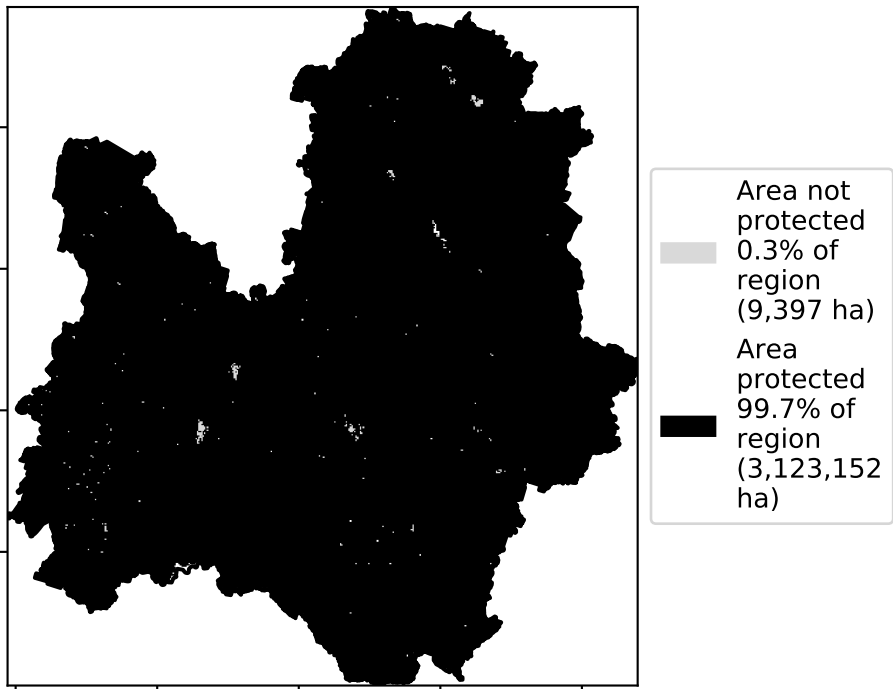 Area not
protected
0.3% of
region
(9,397 ha)
Area
protected
99.7% of
region
(3,123,152
ha)